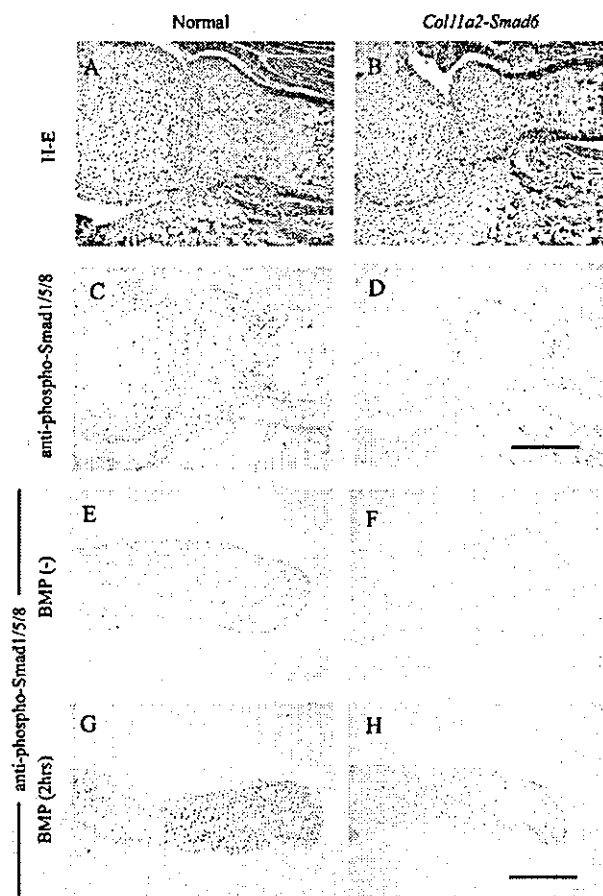 Normal
Col11a2-Smad6
H-E
A
B
anti-phospho-Smad1/5/8
C
D
anti-phospho-Smad1/5/8
BMP (-)
E
F
BMP (2hrs)
G
H